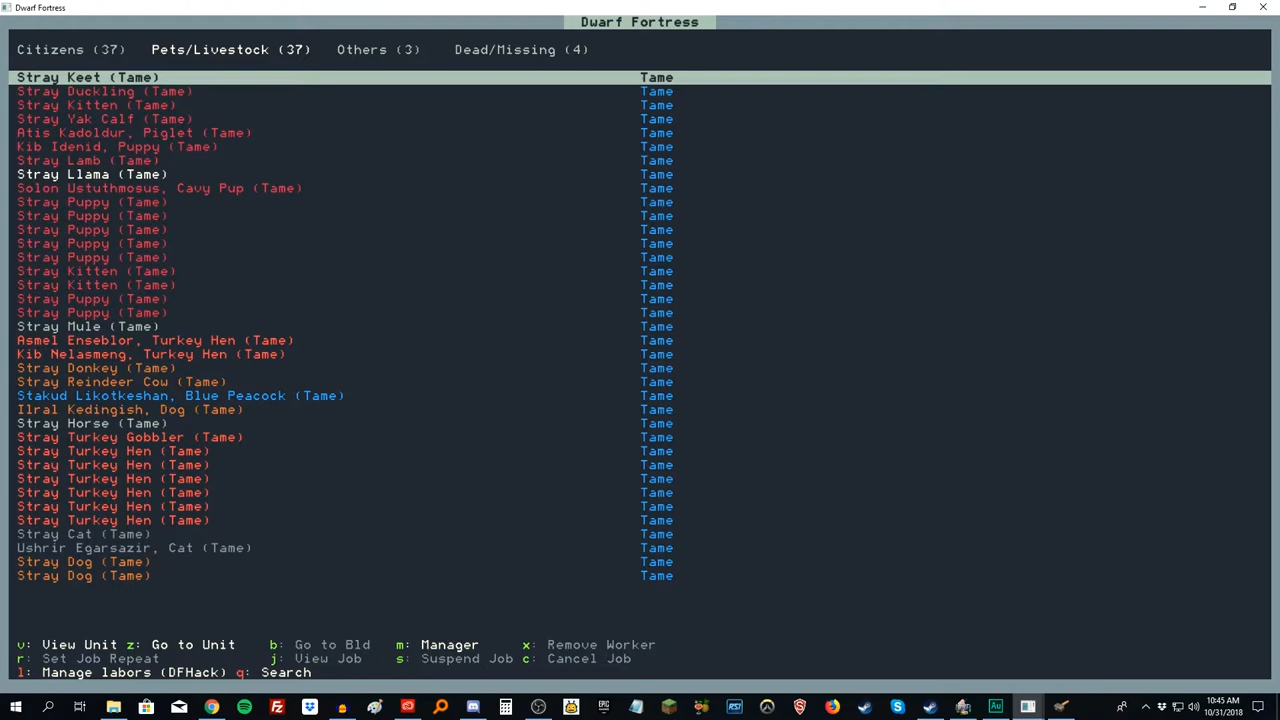 Dwarf Fortress
Dwarf Fortress
Citizens (37) Pets/Livestock (37) Others (3) Dead/Missing (4)
Stray Keet (Tame) Tame
Stray Duckling (Tame) Tame
Stray Kitten (Tame) Tame
Stray Yak Calf (Tame) Tame
Atis Kadoldur, Piglet (Tame) Tame
Kib Idenid, Puppy (Tame) Tame
Stray Lamb (Tame) Tame
Stray Llama (Tame) Tame
Solon Ustuthmosus, Cavy Pup (Tame) Tame
Stray Puppy (Tame) Tame
Stray Puppy (Tame) Tame
Stray Puppy (Tame) Tame
Stray Puppy (Tame) Tame
Stray Puppy (Tame) Tame
Stray Kitten (Tame) Tame
Stray Kitten (Tame) Tame
Stray Puppy (Tame) Tame
Stray Puppy (Tame) Tame
Stray Mule (Tame) Tame
Asmel Enseblor, Turkey Hen (Tame) Tame
Kib Nelasmeng, Turkey Hen (Tame) Tame
Stray Donkey (Tame) Tame
Stray Reindeer Cow (Tame) Tame
Stakud Likotkeshan, Blue Peacock (Tame) Tame
Ilral Kedingish, Dog (Tame) Tame
Stray Horse (Tame) Tame
Stray Turkey Gobbler (Tame) Tame
Stray Turkey Hen (Tame) Tame
Stray Turkey Hen (Tame) Tame
Stray Turkey Hen (Tame) Tame
Stray Turkey Hen (Tame) Tame
Stray Turkey Hen (Tame) Tame
Stray Turkey Hen (Tame) Tame
Stray Cat (Tame) Tame
Ushrir Egarsazir, Cat (Tame) Tame
Stray Dog (Tame) Tame
Stray Dog (Tame) Tame
v: View Unit z: Go to Unit b: Go to Bld m: Manager x: Remove Worker
r: Set Job Repeat j: View Job s: Suspend Job c: Cancel Job
l: Manage labors (DFHack) q: Search
10:45 AM
10/31/2018